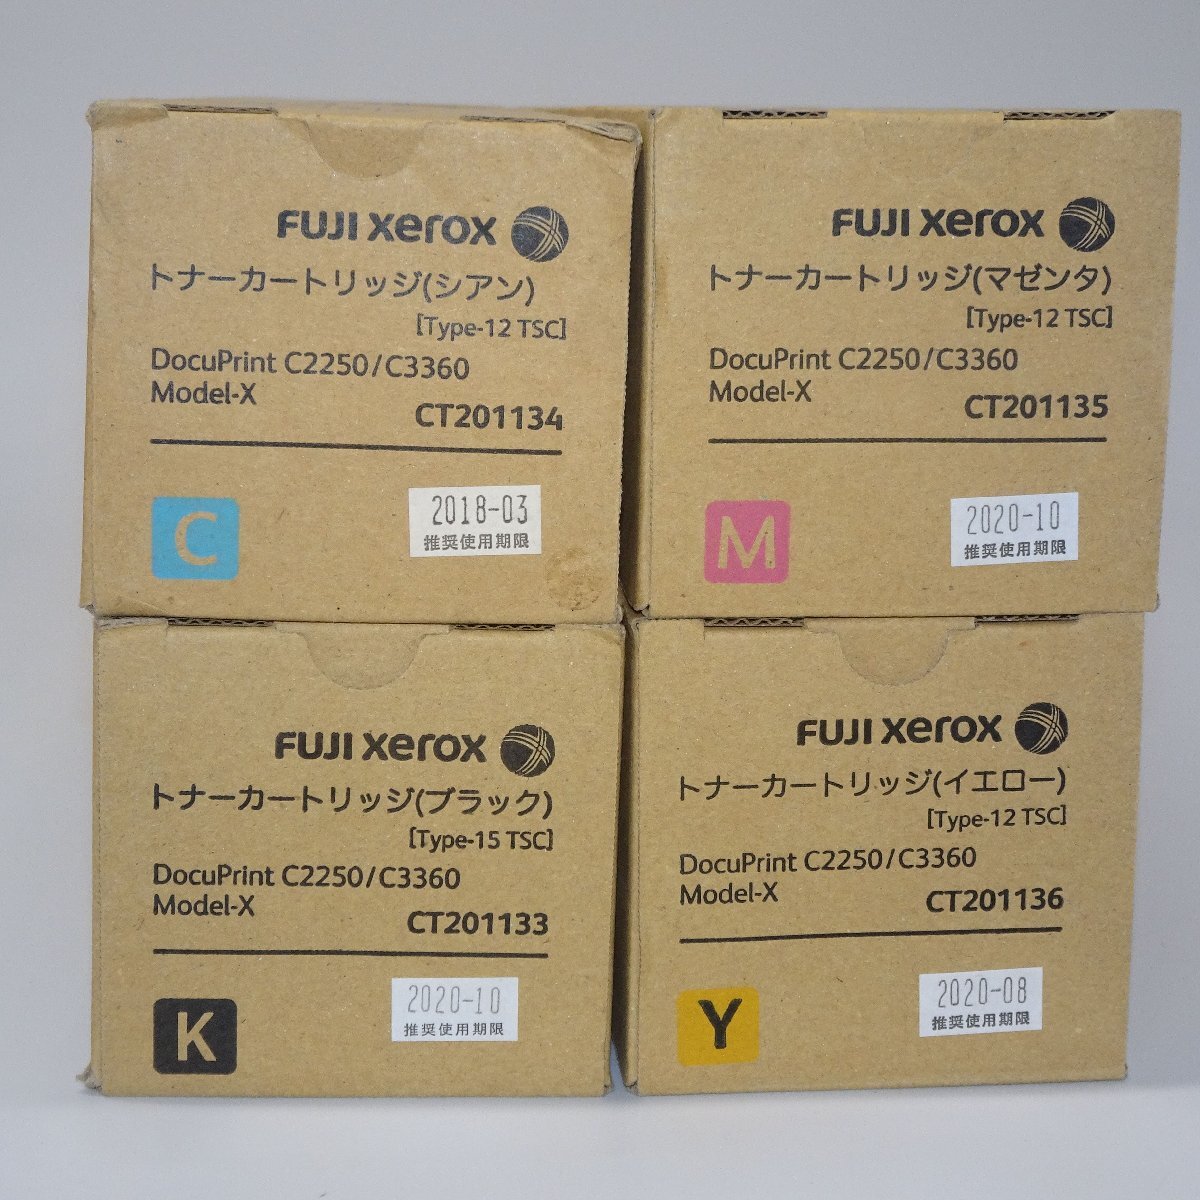 FUJI xerox
トナーカートリッジ(シアン)
[Type-12 TSC]
DocuPrint C2250/C3360
Model-X
CT201134
C
2018-03
推奨使用期限
FUJI xerox
トナーカートリッジ(マゼンタ)
[Type-12 TSC]
DocuPrint C2250/C3360
Model-X
CT201135
M
2020-10
推奨使用期限
FUJI xerox
トナーカートリッジ(ブラック)
[Type-15 TSC]
DocuPrint C2250/C3360
Model-X
CT201133
K
2020-10
推奨使用期限
FUJI xerox
トナーカートリッジ(イエロー)
[Type-12 TSC]
DocuPrint C2250/C3360
Model-X
CT201136
Y
2020-08
推奨使用期限